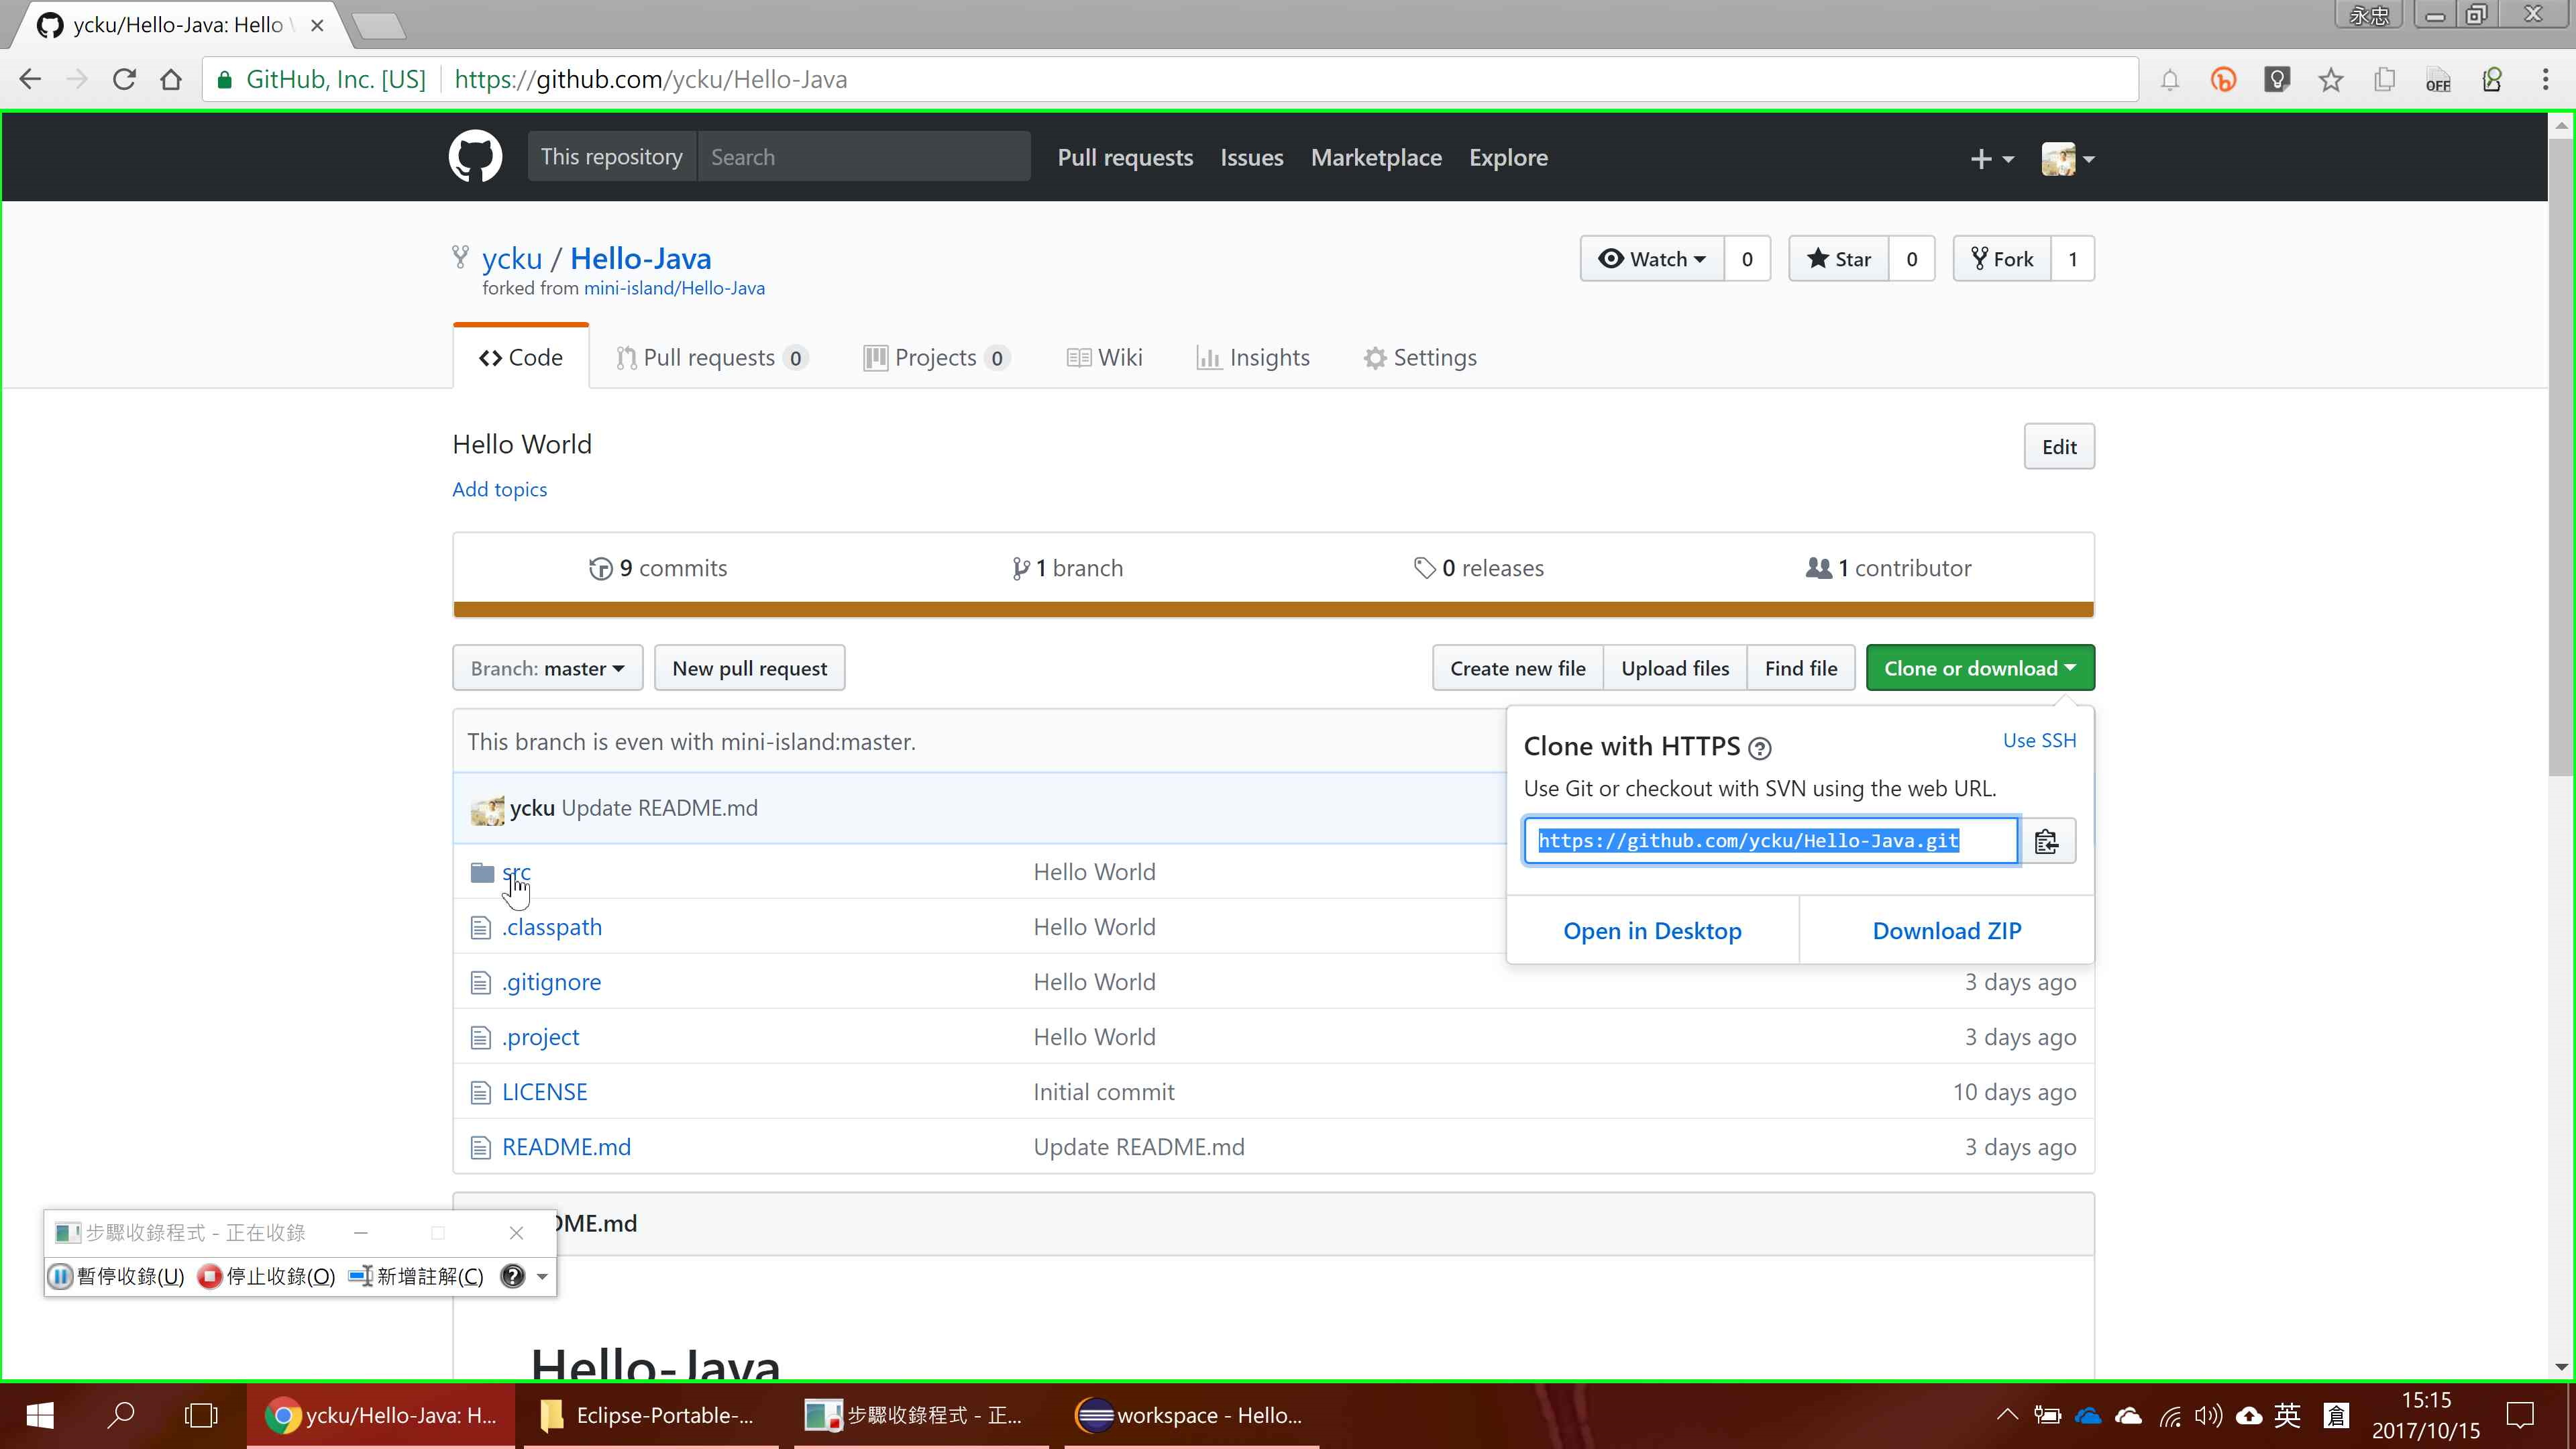 ycku/Hello-Java: Hello
永忠
GitHub, Inc. [US] https://github.com/ycku/Hello-Java
OFF
This repository Search Pull requests Issues Marketplace Explore
ycku / Hello-Java
forked from mini-island/Hello-Java
Watch 0 Star 0 Fork 1
Code Pull requests 0 Projects 0 Wiki Insights Settings
Hello World
Edit
Add topics
9 commits 1 branch 0 releases 1 contributor
Branch: master New pull request Create new file Upload files Find file Clone or download
This branch is even with mini-island:master.
Clone with HTTPS ? Use SSH
Use Git or checkout with SVN using the web URL.
https://github.com/ycku/Hello-Java.git
Open in Desktop Download ZIP
ycku Update README.md
src Hello World
.classpath Hello World
.gitignore Hello World 3 days ago
.project Hello World 3 days ago
LICENSE Initial commit 10 days ago
README.md Update README.md 3 days ago
DME.md
步驟收錄程式 - 正在收錄
暫停收錄(U) 停止收錄(O) 新增註解(C)
Hello-Java
ycku/Hello-Java: H... Eclipse-Portable-... 步驟收錄程式 - 正... workspace - Hello...
英 倉
15:15
2017/10/15